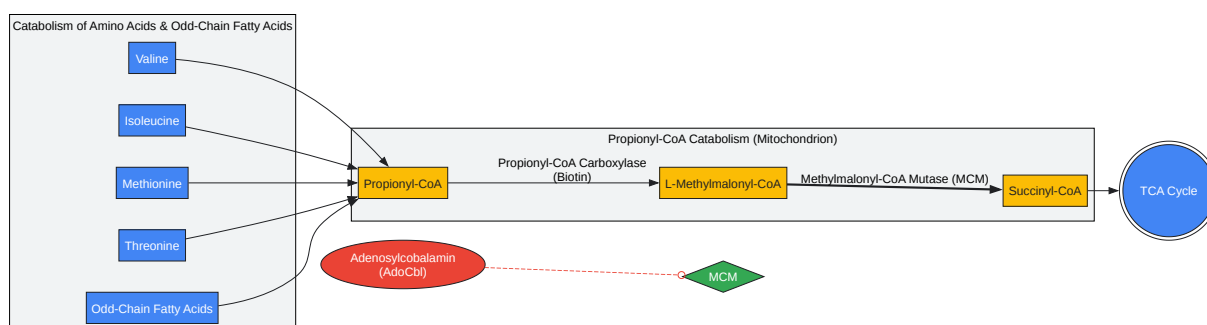 Catabolism of Amino Acids & Odd-Chain Fatty Acids
Valine
Isoleucine
Methionine
Threonine
Odd-Chain Fatty Acids
Propionyl-CoA Catabolism (Mitochondrion)
Propionyl-CoA
Propionyl-CoA Carboxylase
(Biotin)
L-Methylmalonyl-CoA
Methylmalonyl-CoA Mutase (MCM)
Succinyl-CoA
TCA Cycle
Adenosylcobalamin
(AdoCbl)
MCM